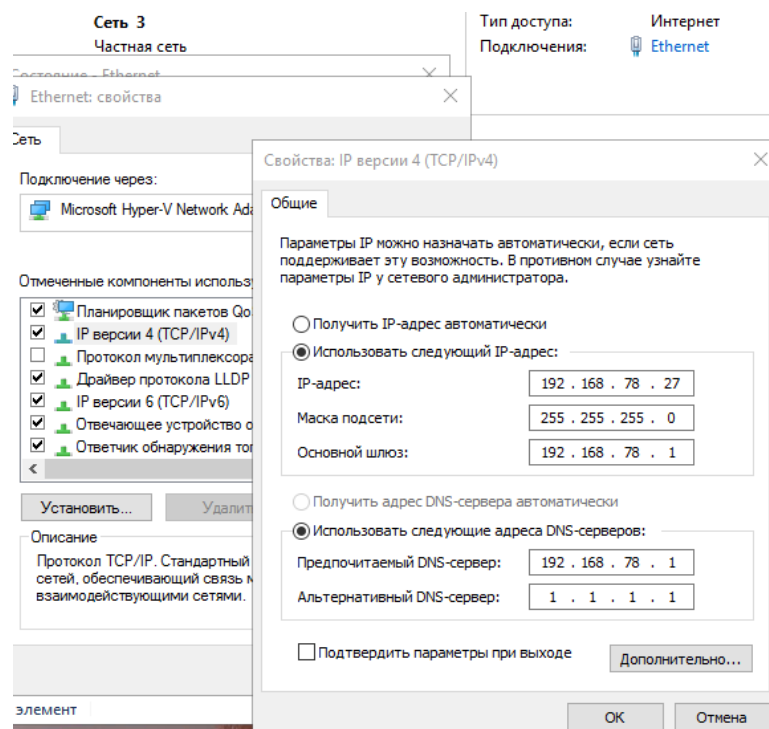 Сеть 3
Частная сеть
Тип доступа: Интернет
Подключения: Ethernet
Состояние - Ethernet
Ethernet: свойства
Сеть
Подключение через:
Microsoft Hyper-V Network Ada
Отмеченные компоненты использу
Планировщик пакетов Qo
IP версии 4 (TCP/IPv4)
Протокол мультиплексора
Драйвер протокола LLDP
IP версии 6 (TCP/IPv6)
Отвечающее устройство о
Ответчик обнаружения топ
Установить... Удалит
Описание
Протокол TCP/IP. Стандартный
сетей, обеспечивающий связь м
взаимодействующими сетями.
элемент
Свойства: IP версии 4 (TCP/IPv4)
Общие
Параметры IP можно назначать автоматически, если сеть
поддерживает эту возможность. В противном случае узнайте
параметры IP у сетевого администратора.
Получить IP-адрес автоматически
Использовать следующий IP-адрес:
IP-адрес: 192 . 168 . 78 . 27
Маска подсети: 255 . 255 . 255 . 0
Основной шлюз: 192 . 168 . 78 . 1
Получить адрес DNS-сервера автоматически
Использовать следующие адреса DNS-серверов:
Предпочитаемый DNS-сервер: 192 . 168 . 78 . 1
Альтернативный DNS-сервер: 1 . 1 . 1 . 1
Подтвердить параметры при выходе
Дополнительно...
ОК Отмена